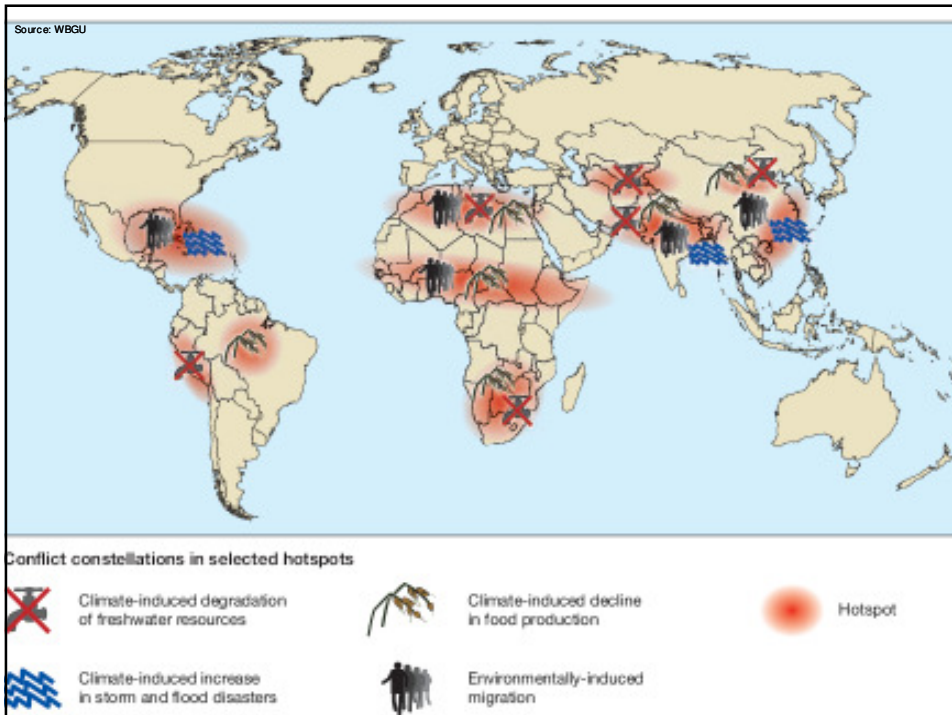 Source: WBGU
Conflict constellations in selected hotspots
Climate-induced degradation
of freshwater resources
Climate-induced decline
in food production
Hotspot
Climate-induced increase
in storm and flood disasters
Environmentally-induced
migration